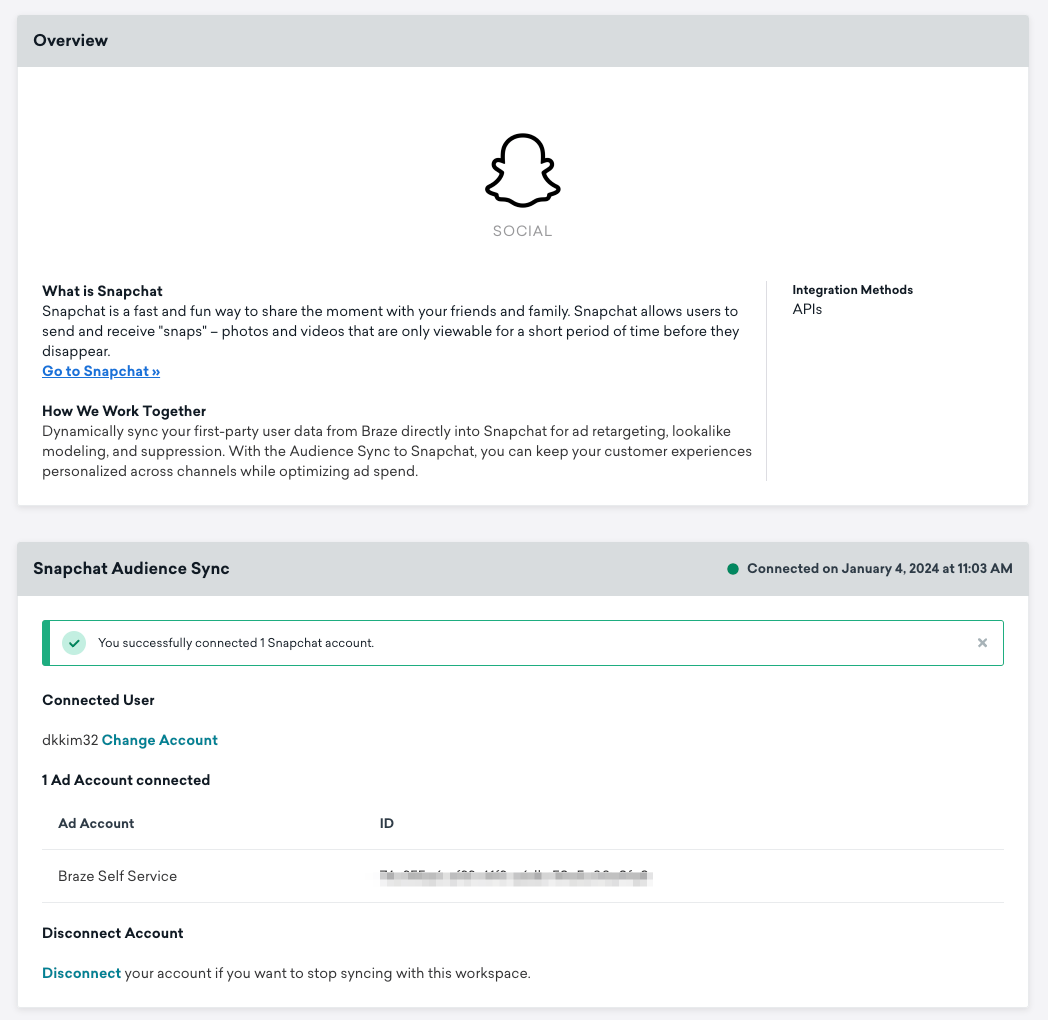 Overview
SOCIAL
What is Snapchat
Snapchat is a fast and fun way to share the moment with your friends and family. Snapchat allows users to
send and receive "snaps" – photos and videos that are only viewable for a short period of time before they
disappear.
Go to Snapchat »
How We Work Together
Dynamically sync your first-party user data from Braze directly into Snapchat for ad retargeting, lookalike
modeling, and suppression. With the Audience Sync to Snapchat, you can keep your customer experiences
personalized across channels while optimizing ad spend.
Integration Methods
APIs
Snapchat Audience Sync
Connected on January 4, 2024 at 11:03 AM
You successfully connected 1 Snapchat account.
Connected User
dkkim32 Change Account
1 Ad Account connected
Ad Account ID
Braze Self Service
Disconnect Account
Disconnect your account if you want to stop syncing with this workspace.